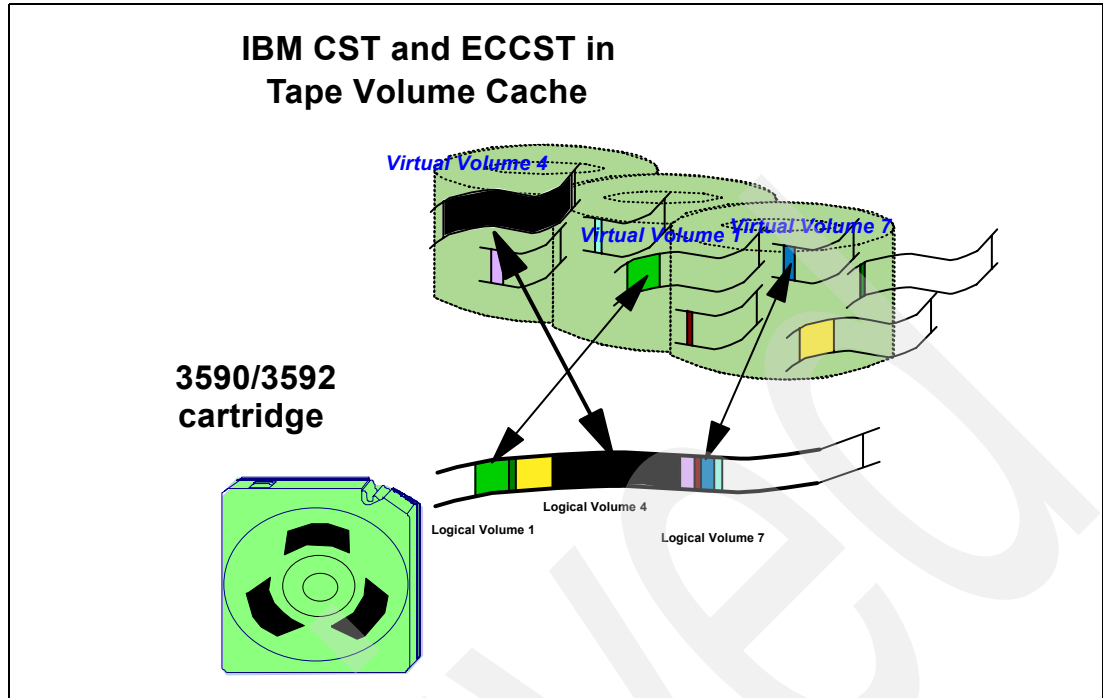 IBM CST and ECCST in
Tape Volume Cache
Virtual Volume 4
Virtual Volume 1
Virtual Volume 7
3590/3592
cartridge
Logical Volume 4
Logical Volume 1
Logical Volume 7